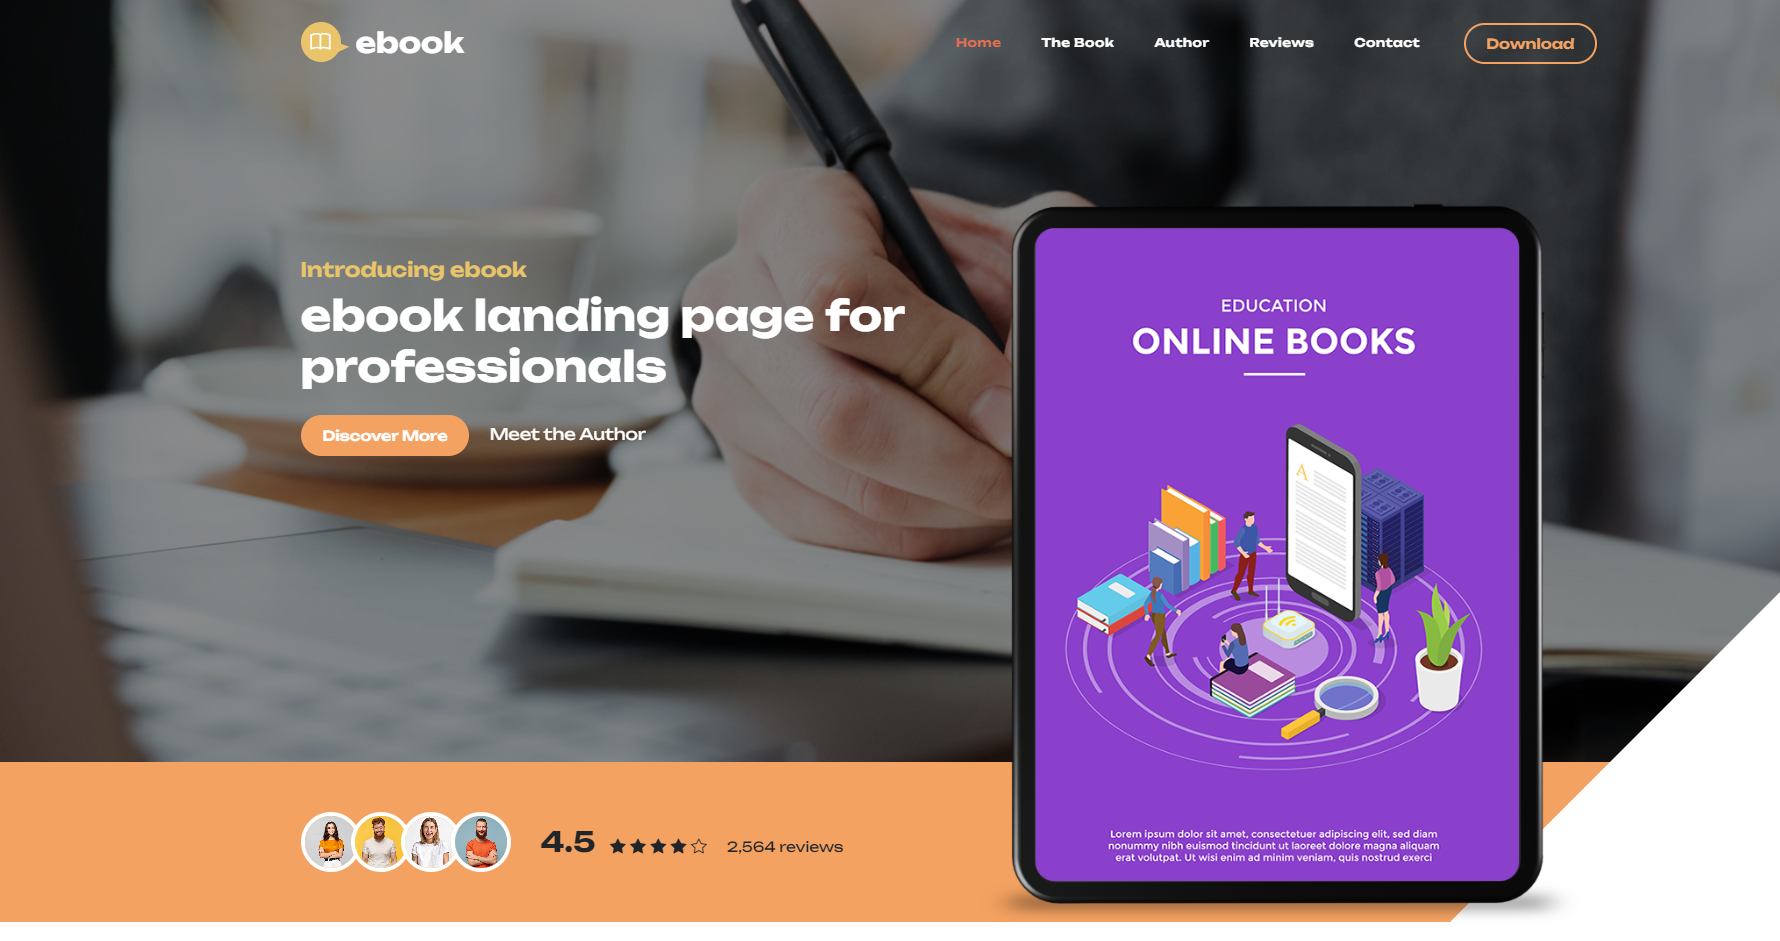 ebook
Home The Book Author Reviews Contact Download
Introducing ebook
ebook landing page for
professionals
Discover More Meet the Author
EDUCATION
ONLINE BOOKS
A
Lorem ipsum dolor sit amet, consectetuer adipiscing elit, sed diam
nonummy nibh euismod tincidunt ut laoreet dolore magna aliquam
erat volutpat. Ut wisi enim ad minim veniam, quis nostrud exerci
4.5 2,564 reviews